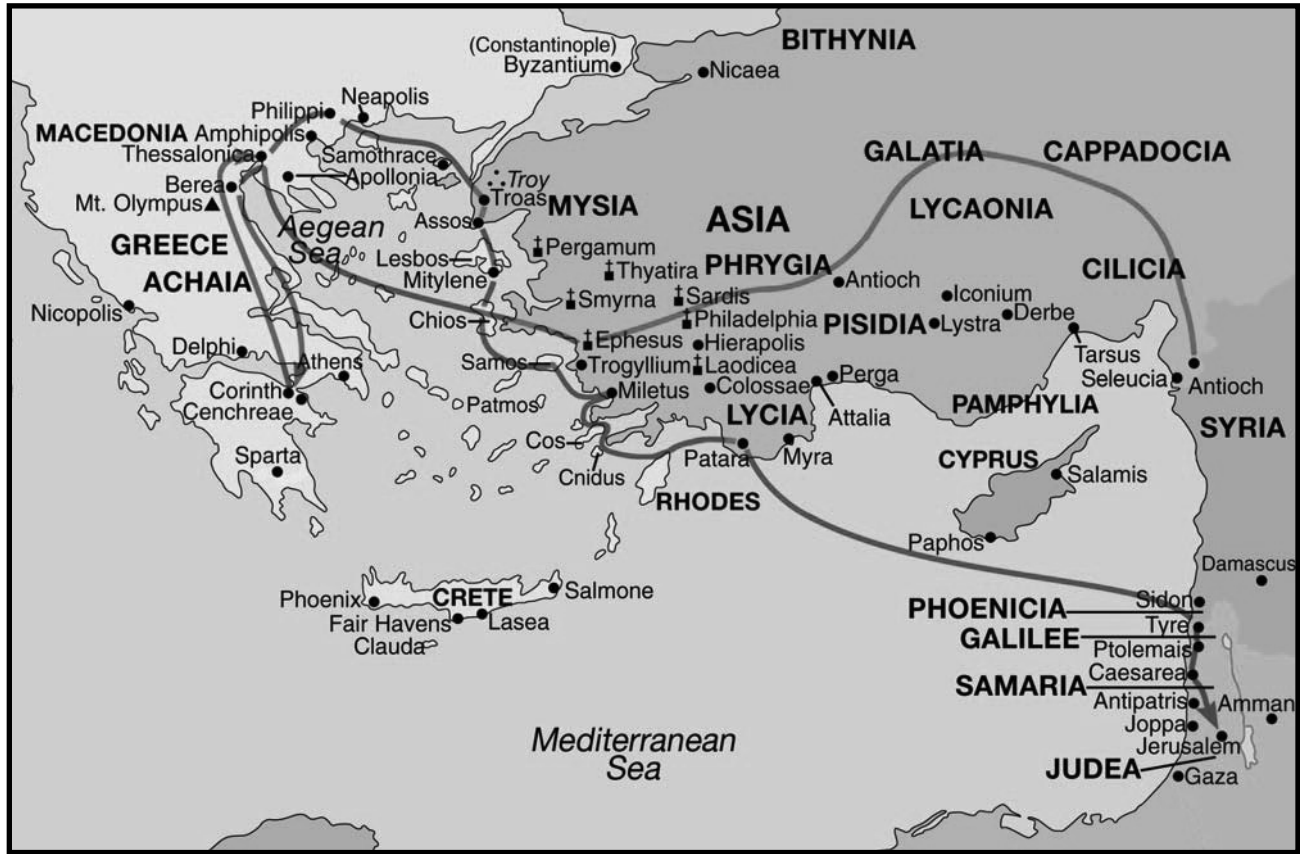 BITHYNIA
(Constantinople)
Byzantium
Nicaea
Neapolis
Philippi
MACEDONIA
Amphipolis
Thessalonica
Samothrace
Apollonia
Berea
Mt. Olympus
Troy
Troas
MYSIA
GALATIA
CAPPADOCIA
ASIA
LYCAONIA
Aegean
Sea
Assos
GREECE
ACHAIA
Lesbos
Mitylene
Pergamum
Thyatira
PHRYGIA
Antioch
CILICIA
Nicopolis
Chios
Smyrna
Sardis
Philadelphia
Iconium
Derbe
PISIDIA
Lystra
Delphi
Athens
Samos
Ephesus
Hierapolis
Trogyllium
Laodicea
Tarsus
Seleucia
Antioch
Corinth
Cenchreae
Patmos
Miletus
Colossae
Perga
Attalia
PAMPHYLIA
LYCIA
SYRIA
Cos
Cnidus
Patara
Myra
Sparta
RHODES
CYPRUS
Salamis
Paphos
Damascus
Phoenix
CRETE
Salmone
Fair Havens
Lasea
Clauda
Sidon
PHOENICIA
Tyre
GALILEE
Ptolemais
Caesarea
SAMARIA
Antipatris
Amman
Joppa
Jerusalem
Mediterranean
Sea
JUDEA
Gaza